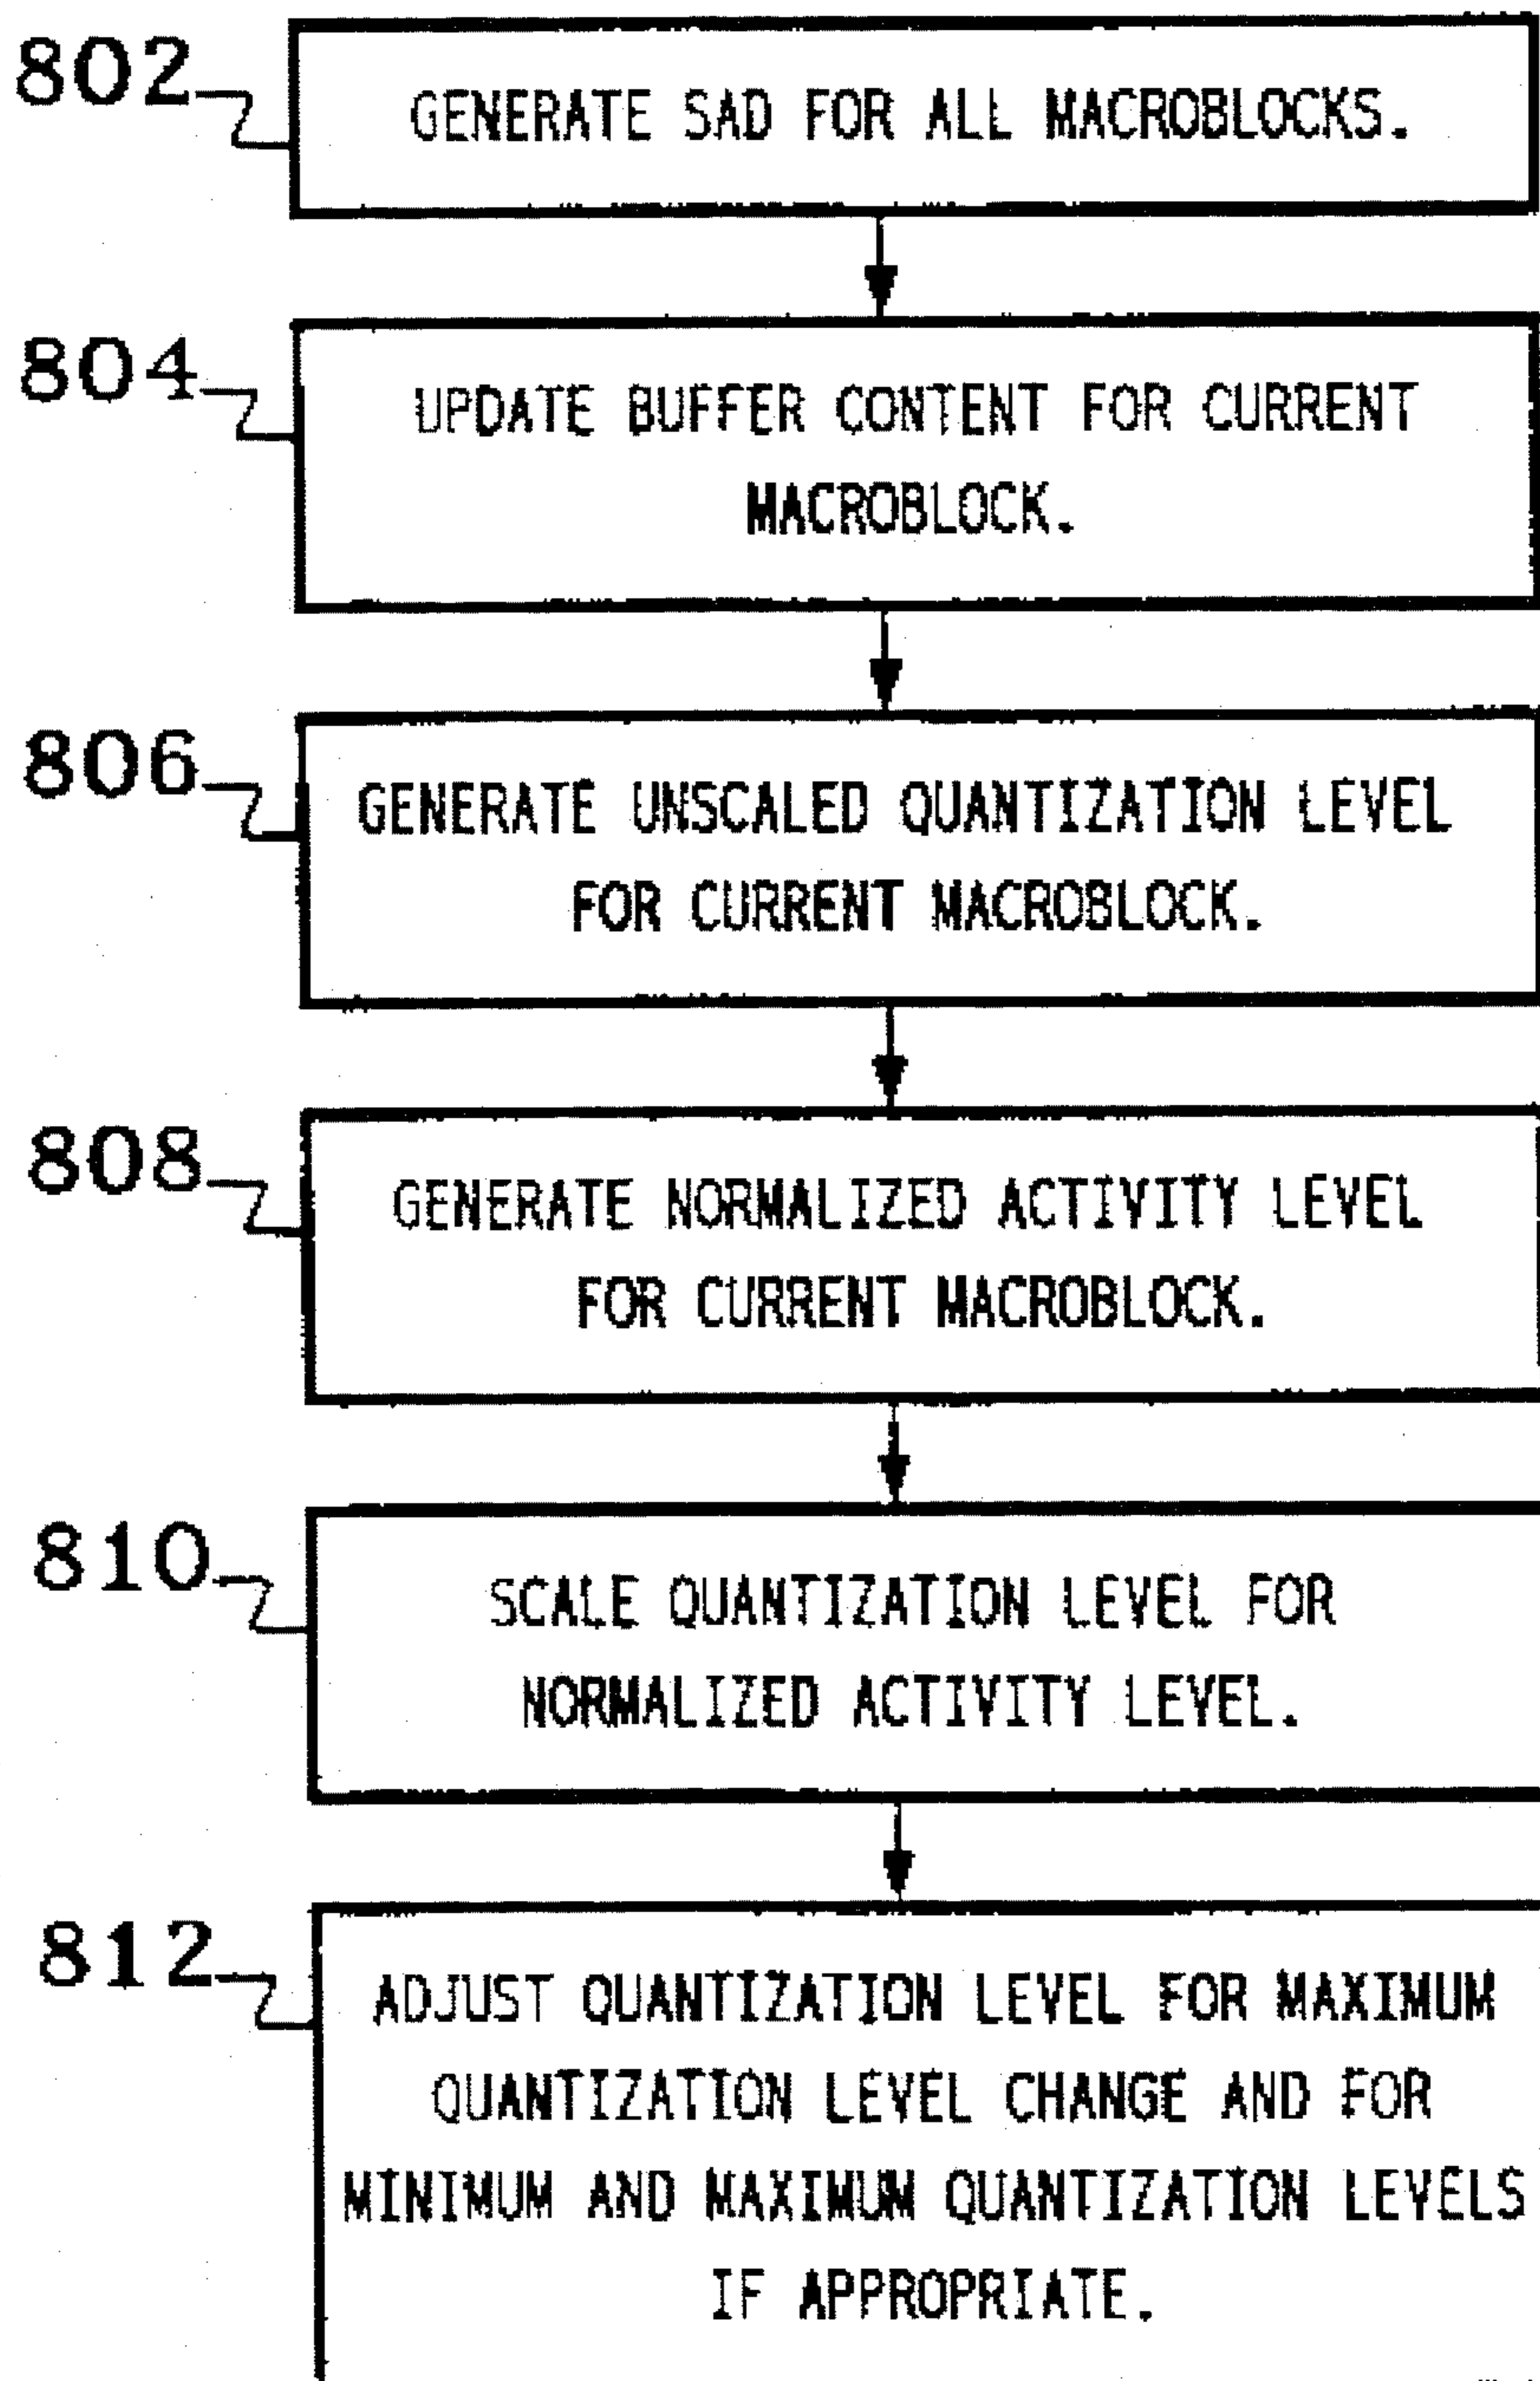 802
GENERATE SAD FOR ALL MACROBLOCKS.
804
UPDATE BUFFER CONTENT FOR CURRENT
MACROBLOCK.
806
GENERATE UNSCALED QUANTIZATION LEVEL
FOR CURRENT MACROBLOCK.
808
GENERATE NORMALIZED ACTIVITY LEVEL
FOR CURRENT MACROBLOCK.
810
SCALE QUANTIZATION LEVEL FOR
NORMALIZED ACTIVITY LEVEL.
812
ADJUST QUANTIZATION LEVEL FOR MAXIMUM
QUANTIZATION LEVEL CHANGE AND FOR
MINIMUM AND MAXIMUM QUANTIZATION LEVELS
IF APPROPRIATE.